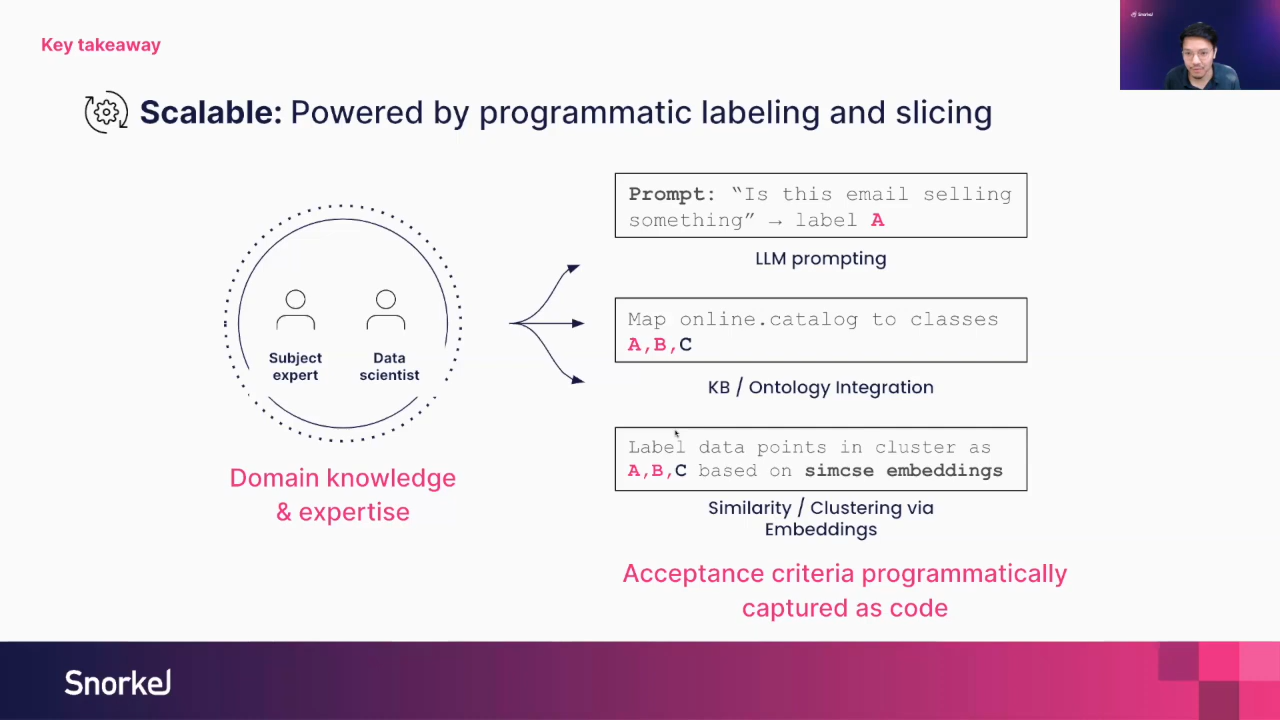 Key takeaway
Snorkel
Scalable: Powered by programmatic labeling and slicing
Prompt: “Is this email selling
something” → label A
LLM prompting
Map online.catalog to classes
A,B,C
KB / Ontology Integration
Subject
expert
Data
scientist
Label data points in cluster as
A,B,C based on simcse embeddings
Similarity / Clustering via
Embeddings
Domain knowledge
& expertise
Acceptance criteria programmatically
captured as code
Snorkel